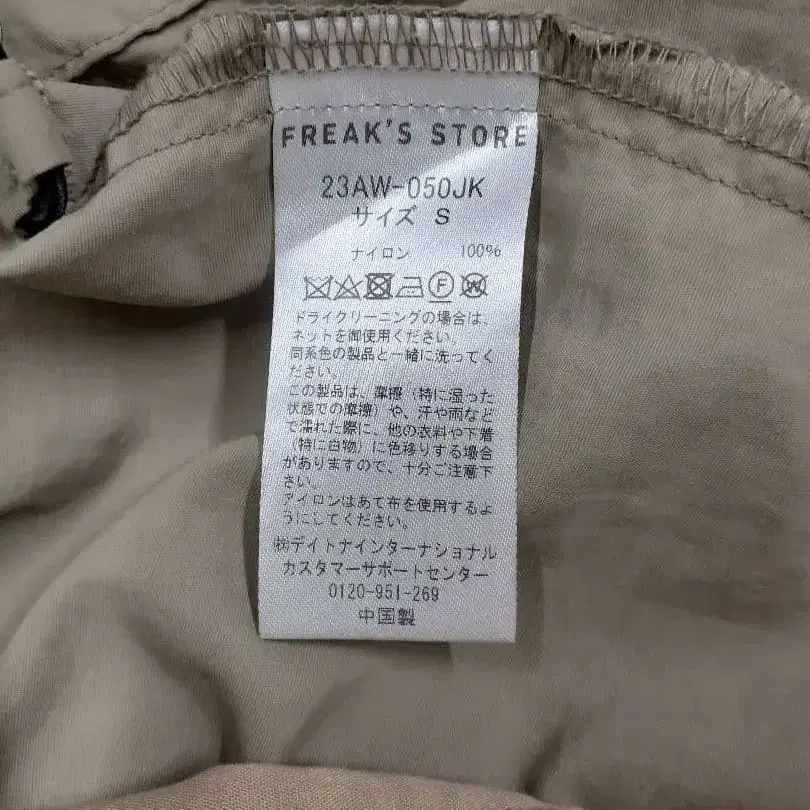 FREAK'S STORE
23AW-050JK
サイズ S
ナイロン 100%
F W
ドライクリーニングの場合は、
ネットを御使用ください。
同系色の製品と一緒に洗ってく
ださい。
この製品は、摩擦（特に湿った
状態での摩擦）や、汗や雨など
で濡れた際に、他の衣料や下着
（特に白物）に色移りする場合
がありますので、十分ご注意下
さい。
アイロンはあて布を使用するよ
うにしてください。
㈱デイトナインターナショナル
カスタマーサポートセンター
0120-951-269
中国製